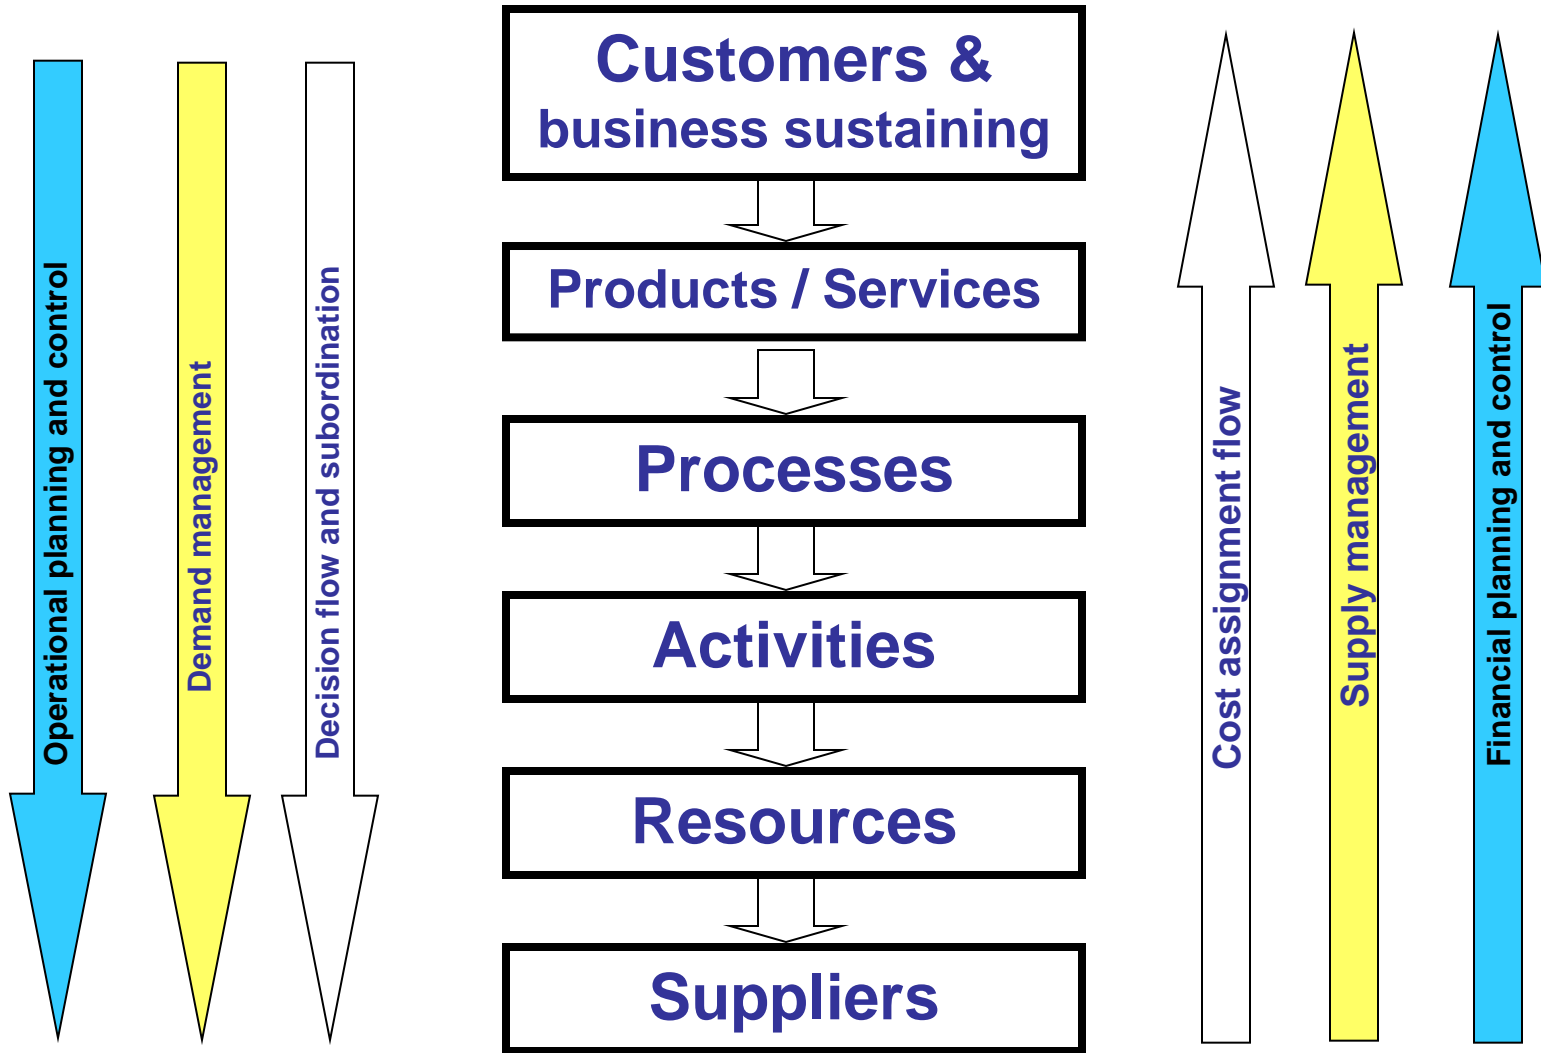 Operational planning and control
Demand management
Decision flow and subordination
Customers &
business sustaining
Products / Services
Processes
Activities
Resources
Suppliers
Cost assignment flow
Supply management
Financial planning and control